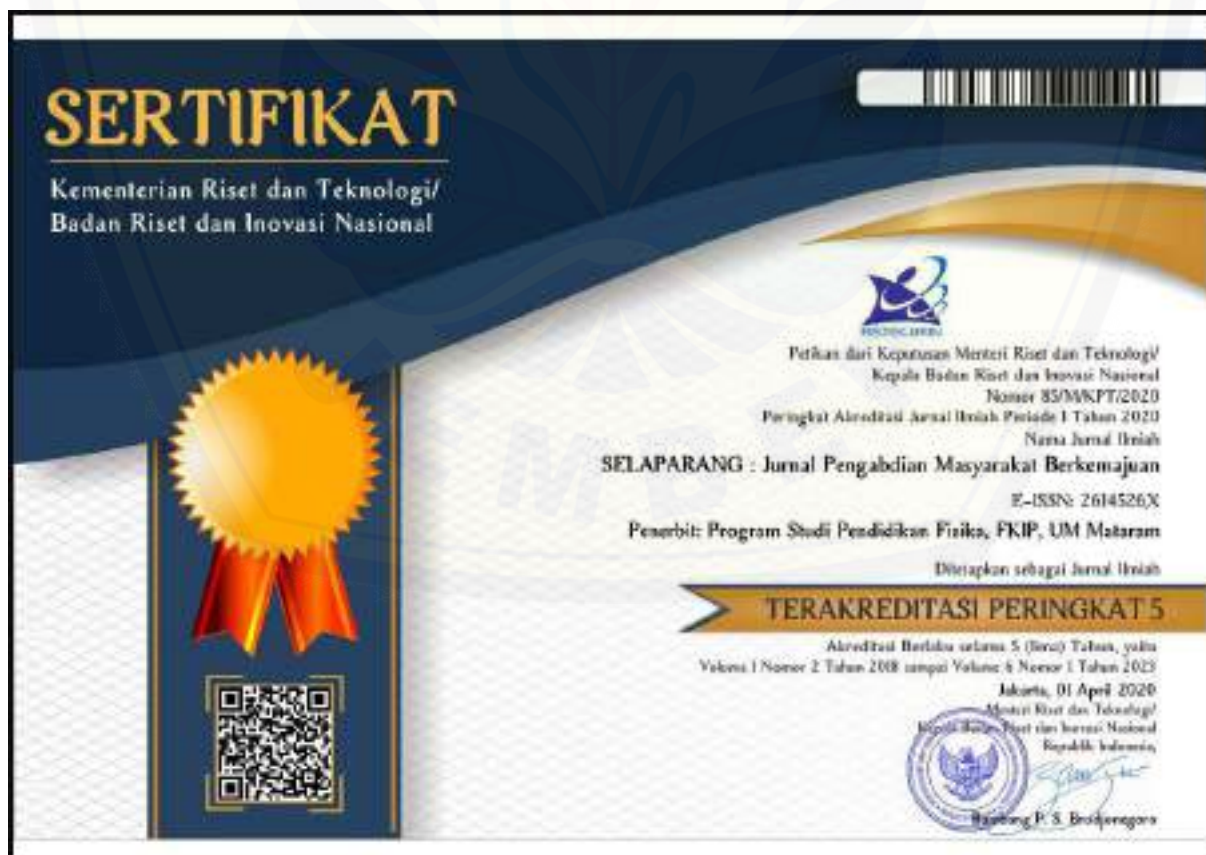 SERTIFIKAT
Kementerian Riset dan Teknologi/
Badan Riset dan Inovasi Nasional
Petikan dari Keputusan Menteri Riset dan Teknologi/
Kepala Badan Riset dan Inovasi Nasional
Nomor 85/M/KPT/2020
Peringkat Akreditasi Jurnal Ilmiah Periode I Tahun 2020
Nama Jurnal Ilmiah
SELAPARANG : Jurnal Pengabdian Masyarakat Berkemajuan
E-ISSN: 2614526X
Penerbit: Program Studi Pendidikan Fisika, FKIP, UM Mataram
Ditetapkan sebagai Jurnal Ilmiah
TERAKREDITASI PERINGKAT 5
Akreditasi Berlaku selama 5 (lima) Tahun, yaitu
Volume 1 Nomor 2 Tahun 2018 sampai Volume 6 Nomor 1 Tahun 2023
Jakarta, 01 April 2020
Menteri Riset dan Teknologi/
Kepala Badan Riset dan Inovasi Nasional
Republik Indonesia,
Bambang P. S. Brodjonegoro